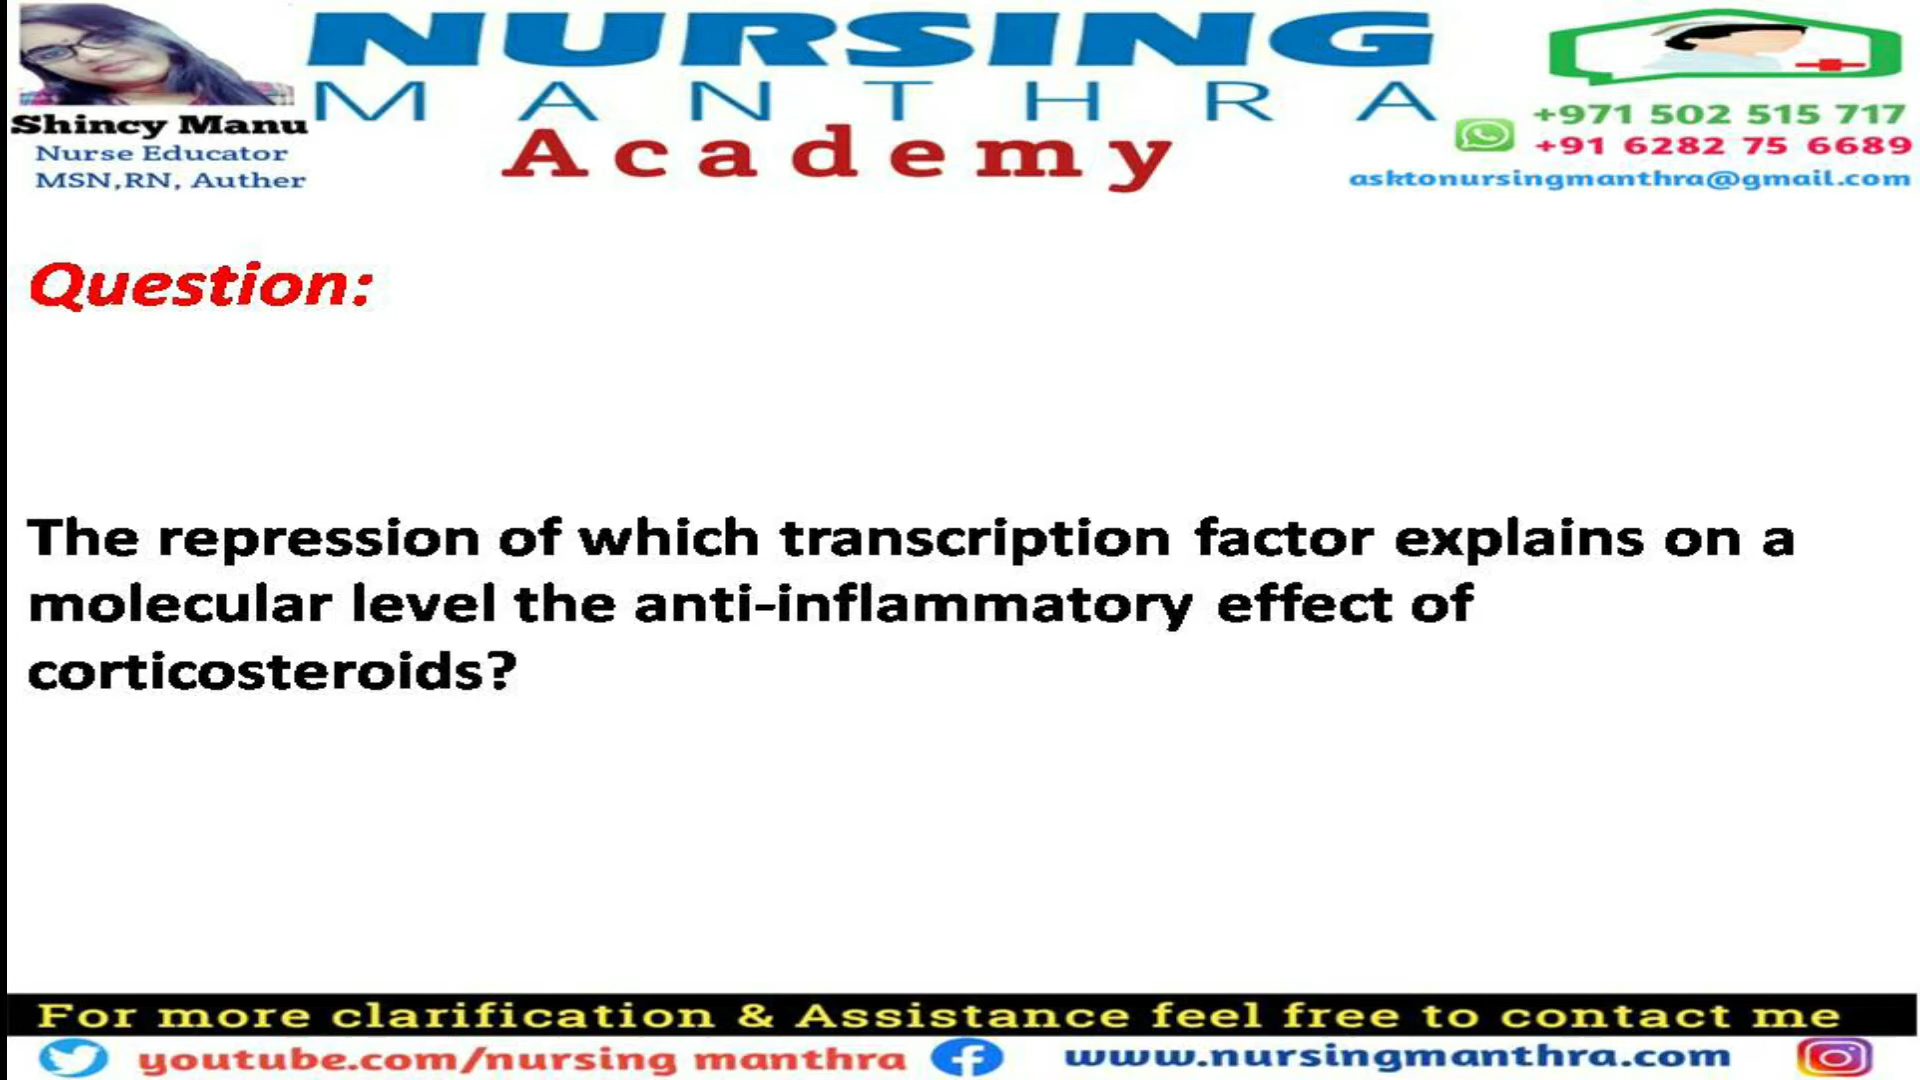 NURSING
MANTHRA
Academy
Shincy Manu
Nurse Educator
MSN,RN, Auther
+971 502 515 717
+91 6282 75 6689
asktonursingmanthra@gmail.com
Question:
The repression of which transcription factor explains on a
molecular level the anti-inflammatory effect of
corticosteroids?
For more clarification & Assistance feel free to contact me
youtube.com/nursing manthra
www.nursingmanthra.com